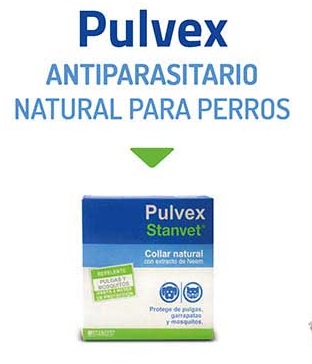 Pulvex
ANTIPARASITARIO
NATURAL PARA PERROS
Pulvex
Stanvet®
Collar natural
con extracto de Neem
REPELENTE
PULGAS Y
MOSQUITOS
Protege de pulgas,
garrapatas
y mosquitos.
STANGEST